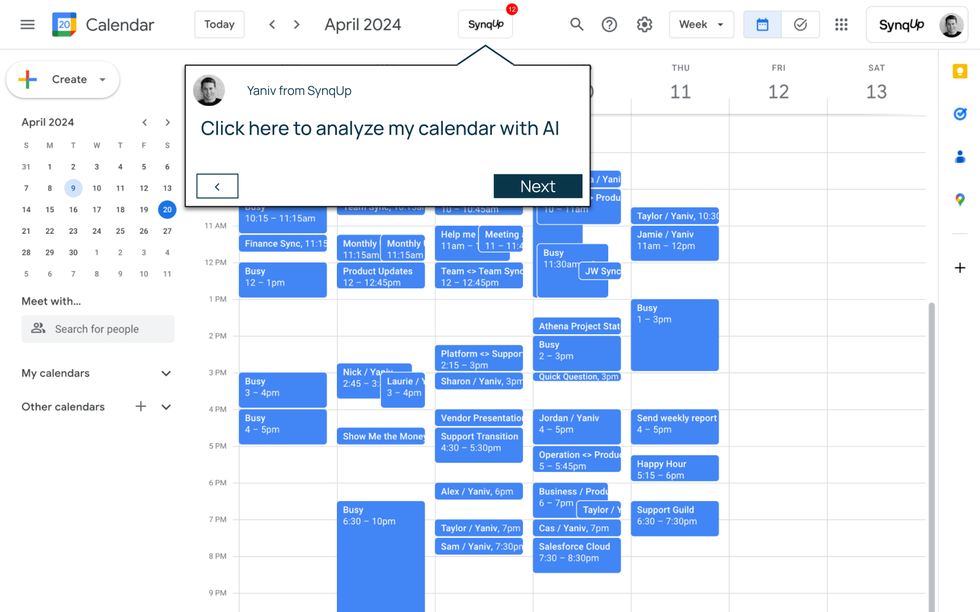 Calendar
20
Today
April 2024
SynqUp
12
Week
SynqUp
Create
Yaniv from SynqUp
Click here to analyze my calendar with AI
Next
THU
FRI
SAT
11
12
13
April 2024
S M T W T F S
31 1 2 3 4 5 6
7 8 9 10 11 12 13
14 15 16 17 18 19 20
21 22 23 24 25 26 27
28 29 30 1 2 3 4
5 6 7 8 9 10 11
Meet with...
Search for people
My calendars
Other calendars
11 AM
12 PM
1 PM
2 PM
3 PM
4 PM
5 PM
6 PM
7 PM
8 PM
9 PM
Busy
10:15 – 11:15am
Finance Sync, 11:15
Busy
12 – 1pm
Busy
3 – 4pm
Busy
4 – 5pm
Team Sync, 10:15
Monthly
11:15am
Monthly
11:15am
Product Updates
12 – 12:45pm
Nick / Yaniv
2:45 – 3:
Laurie / Y
3 – 4pm
Show Me the Money
Busy
6:30 – 10pm
10 – 10:45am
Help me
11am –
Meeting
11 – 11:4
Team <> Team Sync
12 – 12:45pm
Platform <> Suppor
2:15 – 3pm
Sharon / Yaniv, 3pm
Vendor Presentatio
Support Transition
4:30 – 5:30pm
Alex / Yaniv, 6pm
Taylor / Yaniv, 7pm
Sam / Yaniv, 7:30pm
a / Yani
Produ
10 – 11am
Busy
11:30am
JW Sync
Athena Project Stat
Busy
2 – 3pm
Quick Question, 3pm
Jordan / Yaniv
4 – 5pm
Operation <> Produ
5 – 5:45pm
Business / Produ
6 – 7pm
Taylor / Y
Cas / Yaniv, 7pm
Salesforce Cloud
7:30 – 8:30pm
Taylor / Yaniv, 10:30
Jamie / Yaniv
11am – 12pm
Busy
1 – 3pm
Send weekly report
4 – 5pm
Happy Hour
5:15 – 6pm
Support Guild
6:30 – 7:30pm